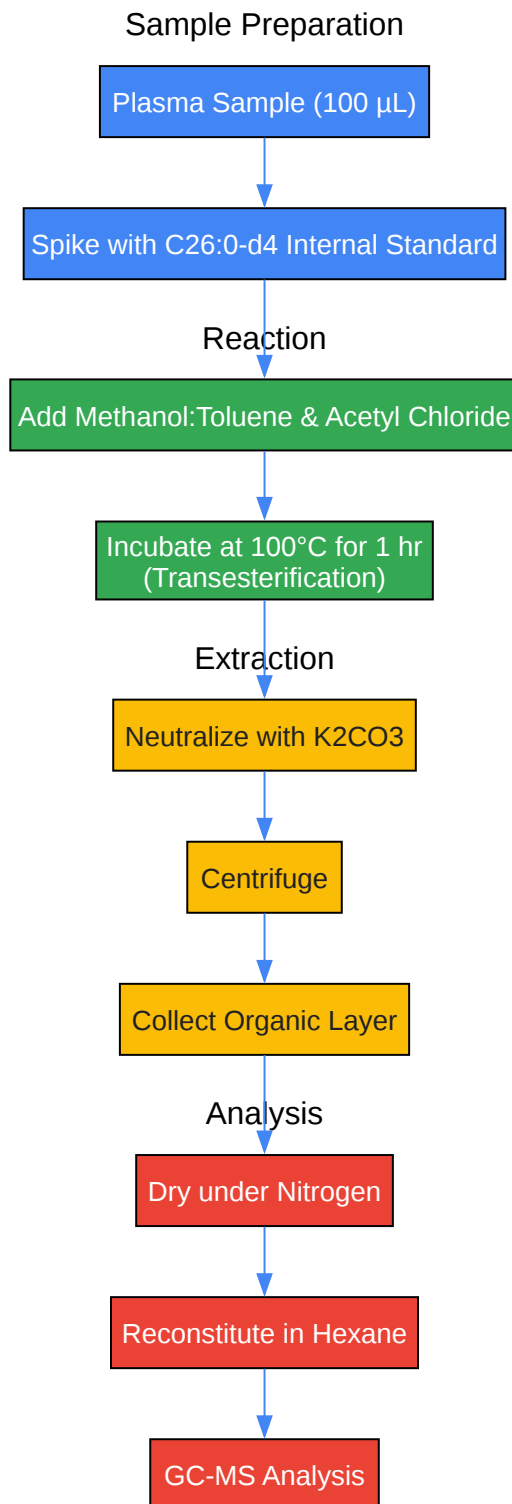 Sample Preparation
Plasma Sample (100 µL)
Spike with C26:0-d4 Internal Standard
Reaction
Add Methanol:Toluene & Acetyl Chloride
Incubate at 100°C for 1 hr
(Transesterification)
Extraction
Neutralize with K2CO3
Centrifuge
Collect Organic Layer
Analysis
Dry under Nitrogen
Reconstitute in Hexane
GC-MS Analysis